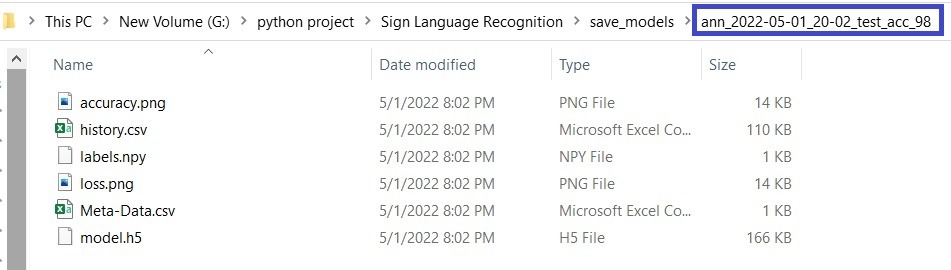 This PC > New Volume (G:) > python project > Sign Language Recognition > save_models > ann_2022-05-01_20-02_test_acc_98
Name Date modified Type Size
accuracy.png 5/1/2022 8:02 PM PNG File 14 KB
history.csv 5/1/2022 8:02 PM Microsoft Excel Co... 110 KB
labels.npy 5/1/2022 8:02 PM NPY File 1 KB
loss.png 5/1/2022 8:02 PM PNG File 14 KB
Meta-Data.csv 5/1/2022 8:02 PM Microsoft Excel Co... 1 KB
model.h5 5/1/2022 8:02 PM H5 File 166 KB